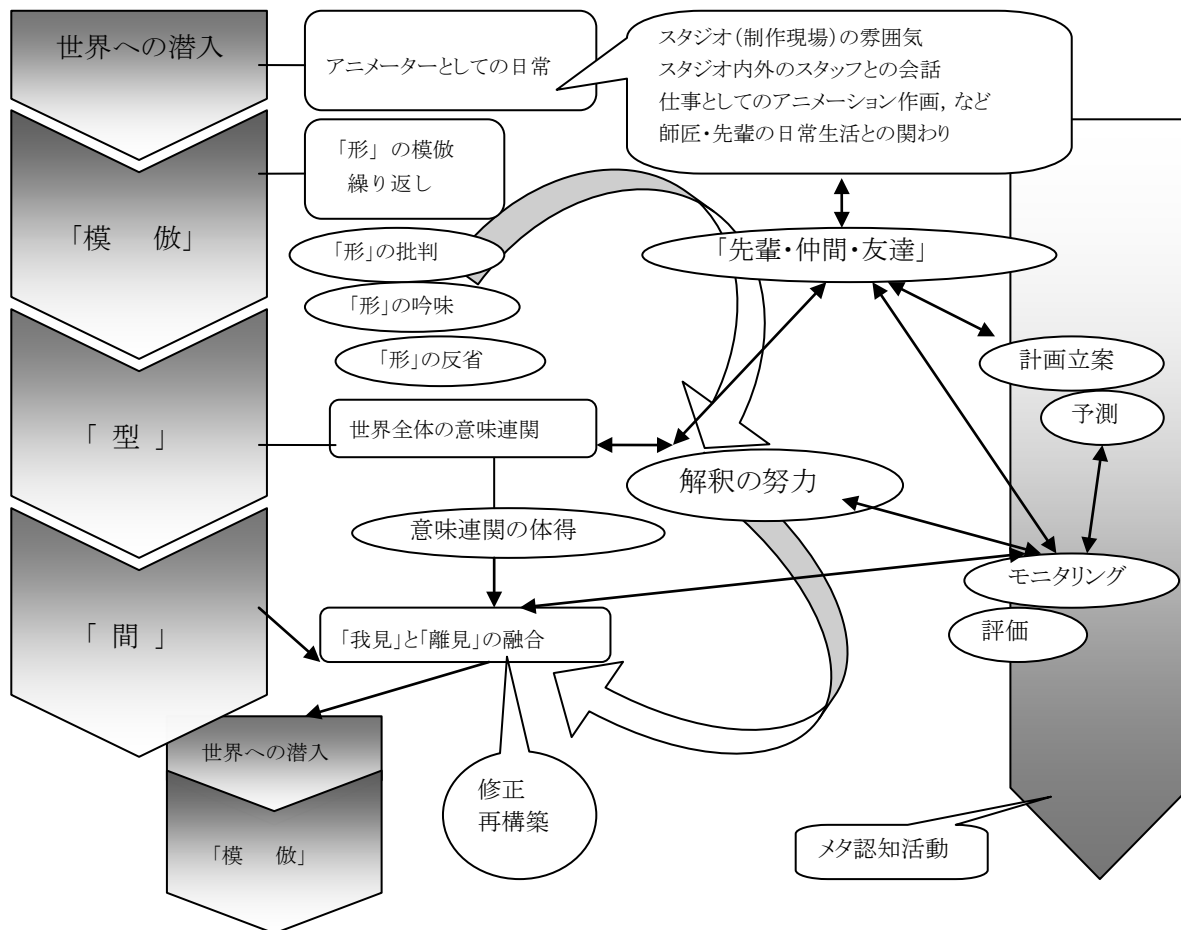 世界への潜入
アニメーターとしての日常
スタジオ(制作現場)の雰囲気
スタジオ内外のスタッフとの会話
仕事としてのアニメーション作画, など
師匠・先輩の日常生活との関わり
「形」の模倣
繰り返し
「模 倣」
「形」の批判
「形」の吟味
「形」の反省
「先輩・仲間・友達」
計画立案
予測
「 型 」
世界全体の意味連関
解釈の努力
意味連関の体得
モニタリング
評価
「 間 」
「我見」と「離見」の融合
世界への潜入
修正
再構築
「模 倣」
メタ認知活動